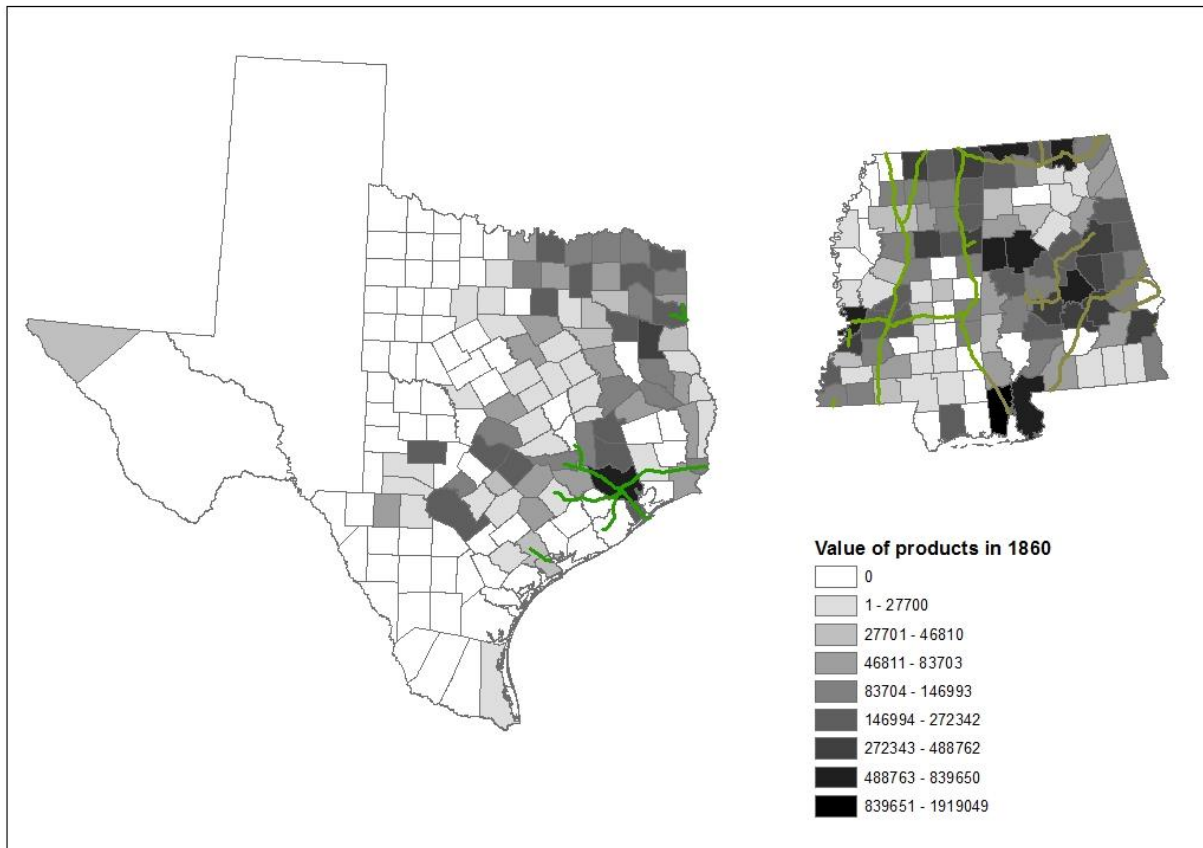 Value of products in 1860
0
1 - 27700
27701 - 46810
46811 - 83703
83704 - 146993
146994 - 272342
272343 - 488762
488763 - 839650
839651 - 1919049